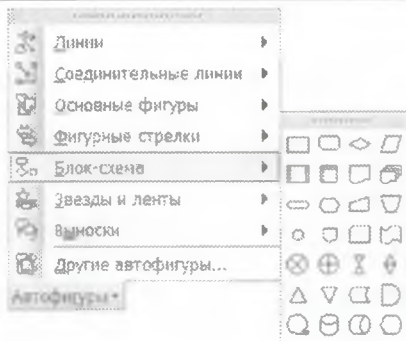 Линии
Соединительные линии
Основные фигуры
Фигурные стрелки
Блок-схема
Звезды и ленты
Выноски
Другие автофигуры...
Автофигуры